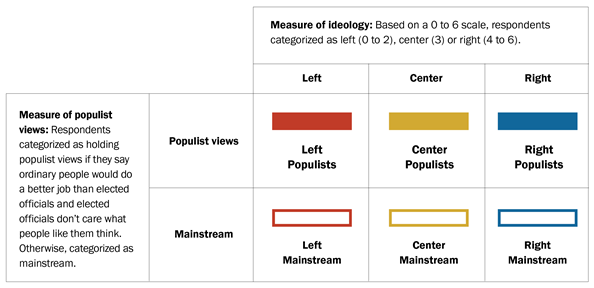 Measure of ideology: Based on a 0 to 6 scale, respondents
categorized as left (0 to 2), center (3) or right (4 to 6).
Left
Center
Right
Measure of populist
views: Respondents
categorized as holding
populist views if they say
ordinary people would do
a better job than elected
officials and elected
officials don't care what
people like them think.
Otherwise, categorized as
mainstream.
Populist views
Left
Populists
Center
Populists
Right
Populists
Mainstream
Left
Mainstream
Center
Mainstream
Right
Mainstream